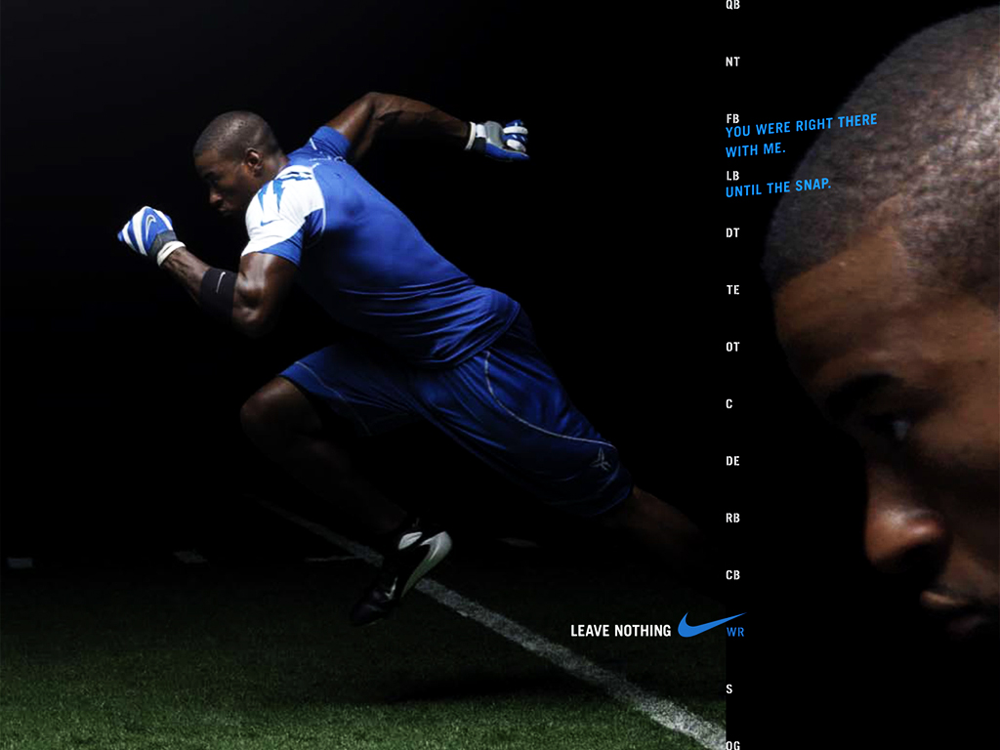 QB
NT
FB
YOU WERE RIGHT THERE
WITH ME.
LB
UNTIL THE SNAP.
DT
TE
OT
C
DE
RB
CB
LEAVE NOTHING WR
S
OG